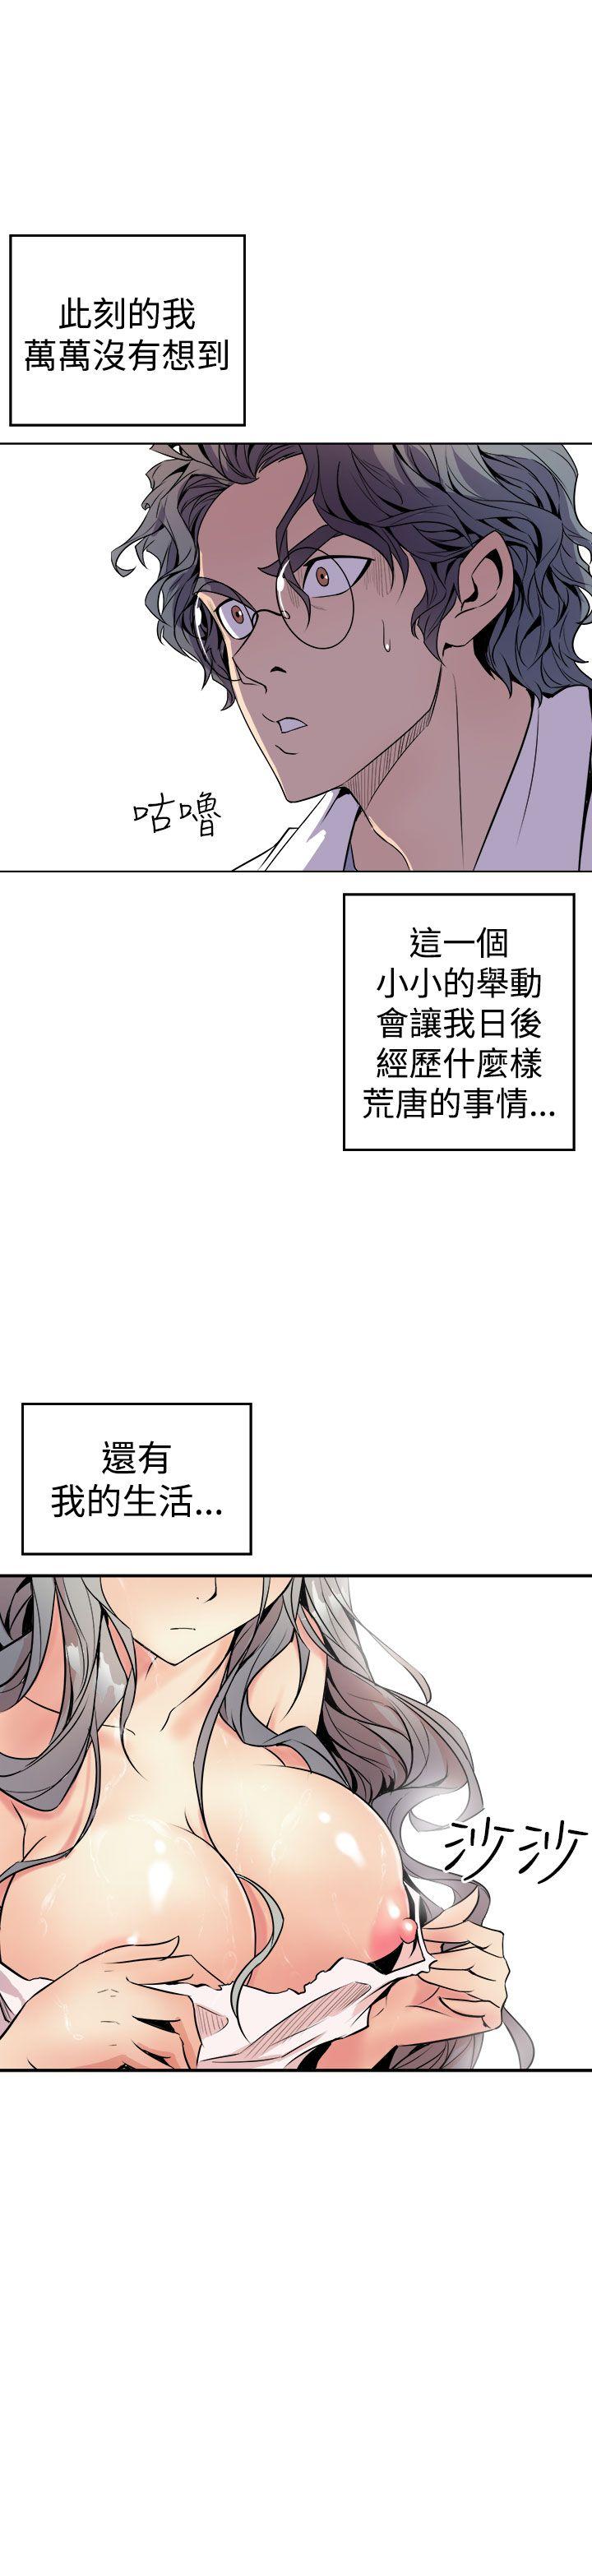 此刻的我
萬萬沒有想到
咕嚕
這一個
小小的舉動
會讓我日後
經歷什麼樣
荒唐的事情...
還有
我的生活...
沙沙